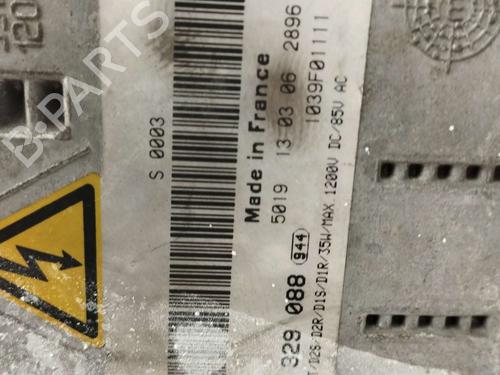 120
S 0003
Made in France
5019 13-03 06 2896
1039F01111
329 088 944
/D2S-D2R/D1S/D1R/35W/MAX 1200V DC/85V AC
B-PARTS